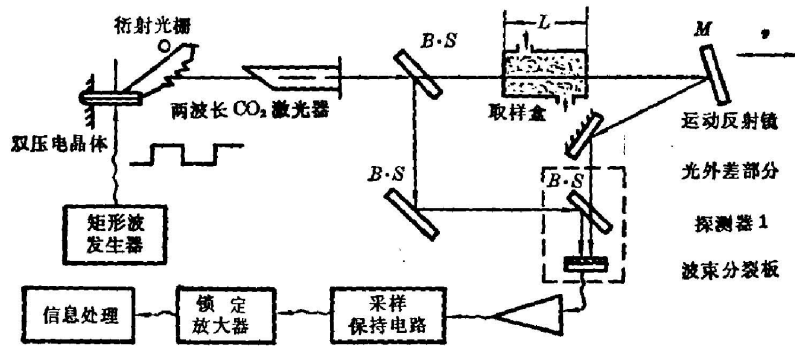 衍射光栅
B·S
L
M
v
两波长 CO₂ 激光器
取样盒
运动反射镜
双压电晶体
B·S
B·S
光外差部分
矩形波
发生器
探测器 1
波束分裂板
信息处理
锁 定
放大器
采样
保持电路